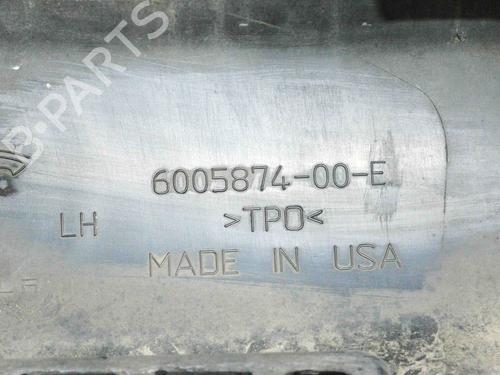 B-PARTS
6005874-00-E
LH
>TPO<
MADE IN USA